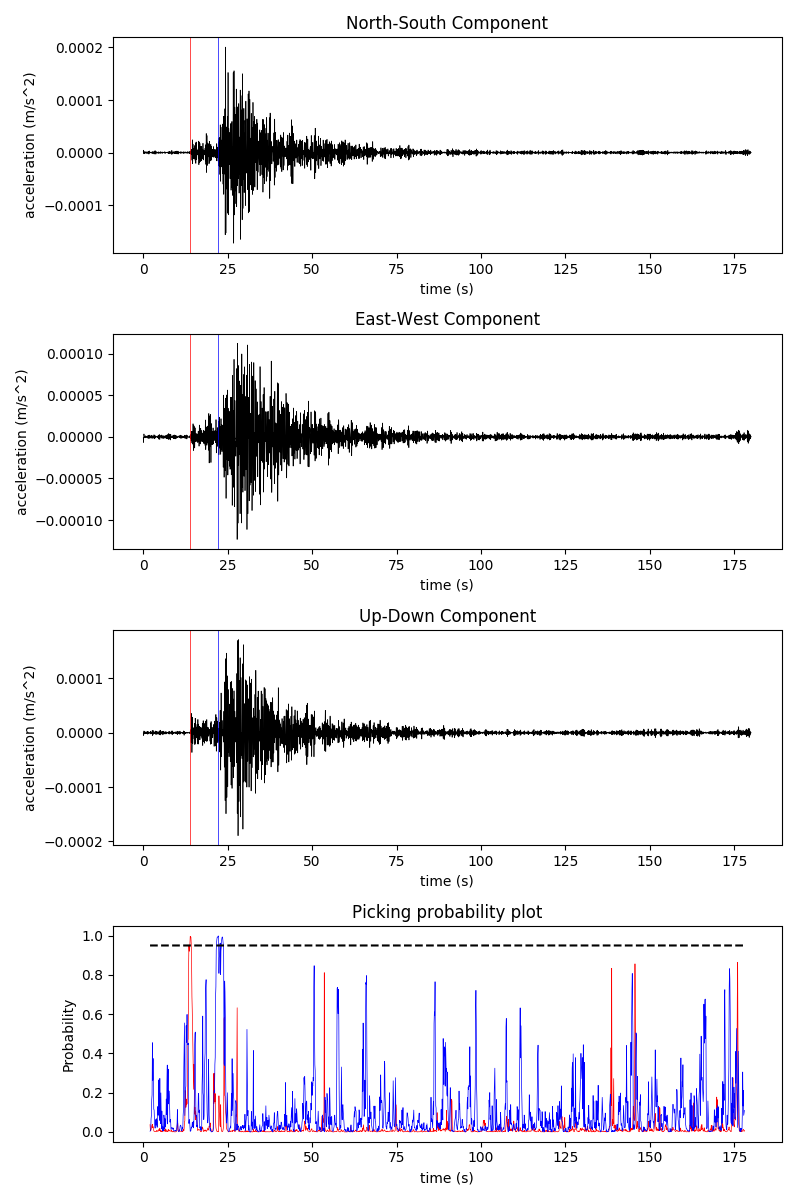 North-South Component
acceleration (m/s^2)
0.0002
0.0001
0.0000
−0.0001
0 25 50 75 100 125 150 175
time (s)
East-West Component
acceleration (m/s^2)
0.00010
0.00005
0.00000
−0.00005
−0.00010
0 25 50 75 100 125 150 175
time (s)
Up-Down Component
acceleration (m/s^2)
0.0001
0.0000
−0.0001
−0.0002
0 25 50 75 100 125 150 175
time (s)
Picking probability plot
Probability
1.0
0.8
0.6
0.4
0.2
0.0
0 25 50 75 100 125 150 175
time (s)